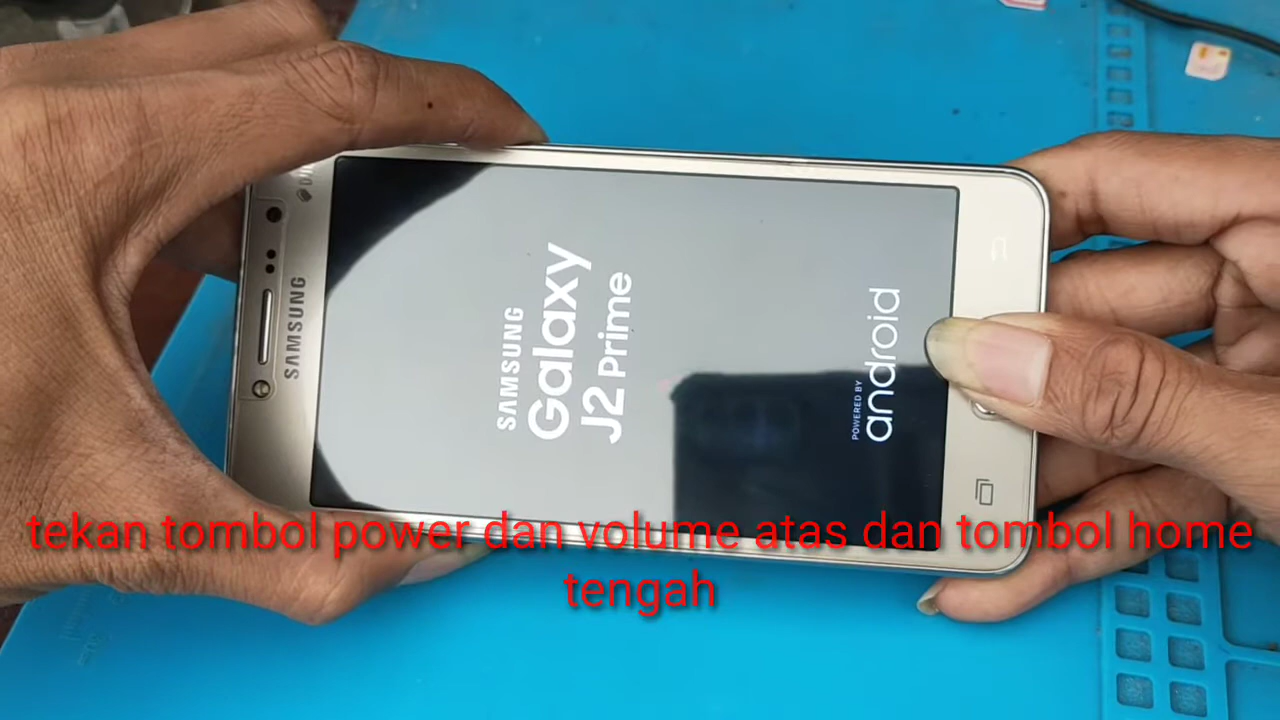 SAMSUNG
SAMSUNG
Galaxy
J2 Prime
POWERED BY
android
tekan tombol power dan volume atas dan tombol home
tengah